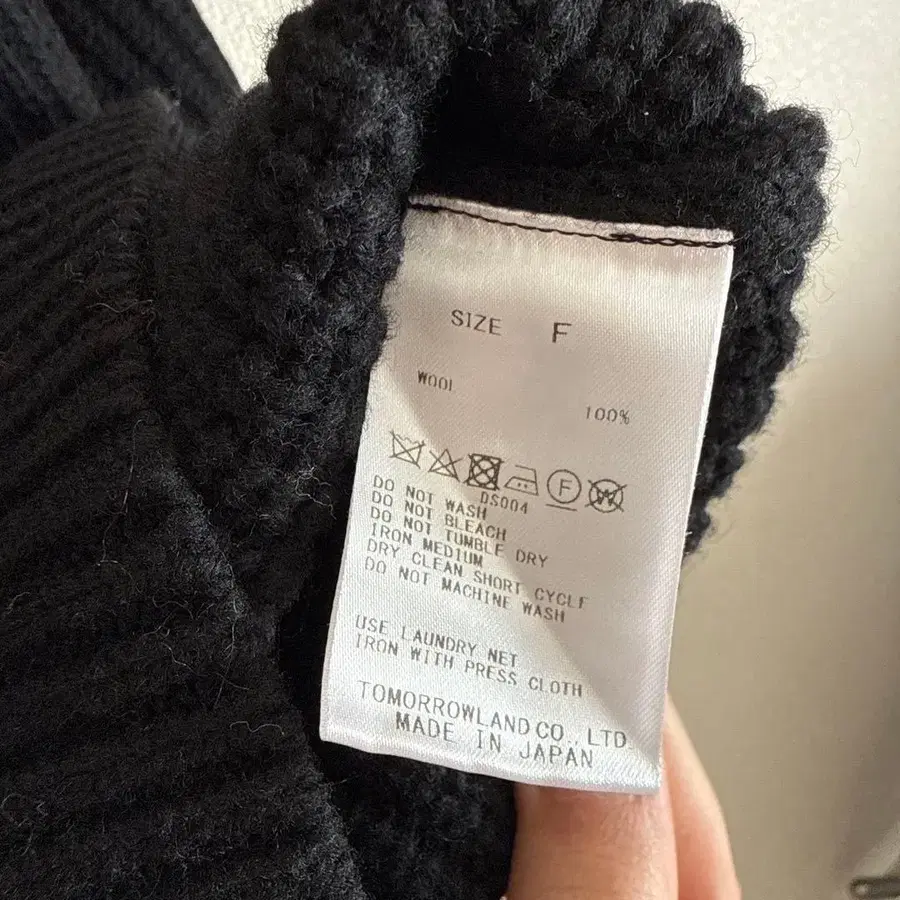 SIZE F
WOOL
100%
F W
DS004
DO NOT WASH
DO NOT BLEACH
DO NOT TUMBLE DRY
IRON MEDIUM
DRY CLEAN SHORT CYCLE
DO NOT MACHINE WASH
USE LAUNDRY NET
IRON WITH PRESS CLOTH
TOMORROWLAND CO., LTD.
MADE IN JAPAN